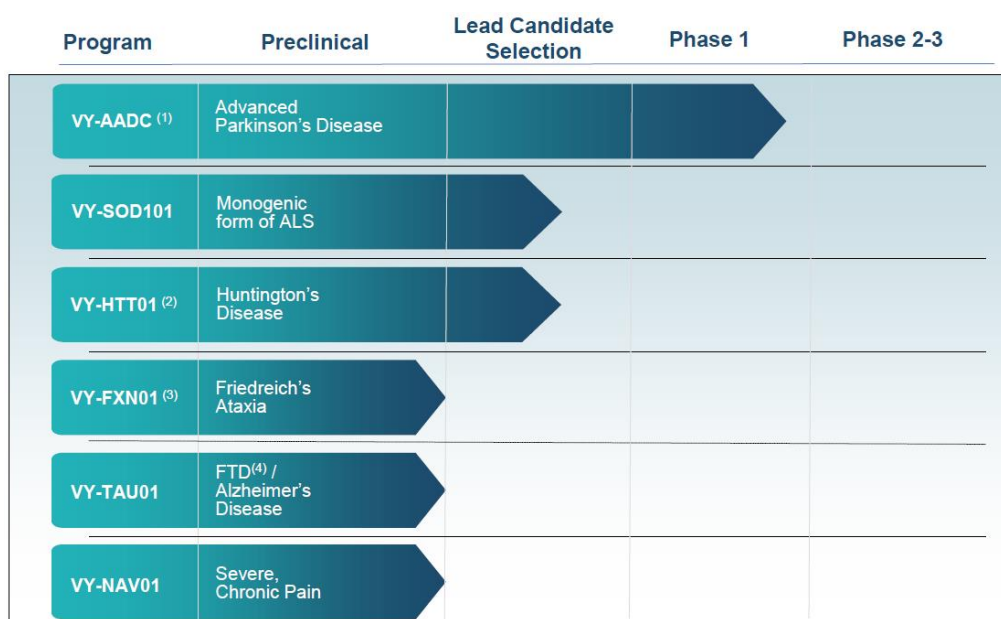 Program
Preclinical
Lead Candidate
Selection
Phase 1
Phase 2-3
VY-AADC (1)
Advanced
Parkinson's Disease
VY-SOD101
Monogenic
form of ALS
VY-HTT01 (2)
Huntington's
Disease
VY-FXN01 (3)
Friedreich's
Ataxia
VY-TAU01
FTD(4) /
Alzheimer's
Disease
VY-NAV01
Severe,
Chronic Pain